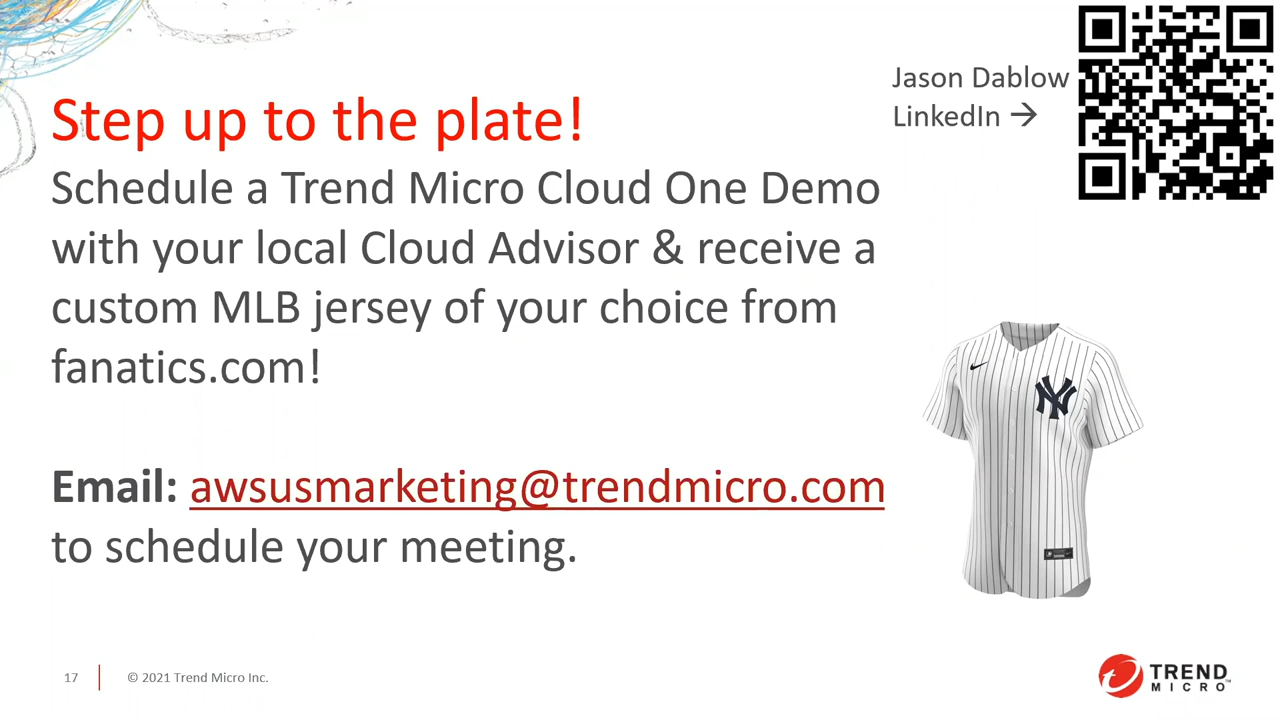 Jason Dablow
LinkedIn →
Step up to the plate!
Schedule a Trend Micro Cloud One Demo
with your local Cloud Advisor & receive a
custom MLB jersey of your choice from
fanatics.com!
NY
Email: awsusmarketing@trendmicro.com
to schedule your meeting.
17
© 2021 Trend Micro Inc.
TREND
MICRO™